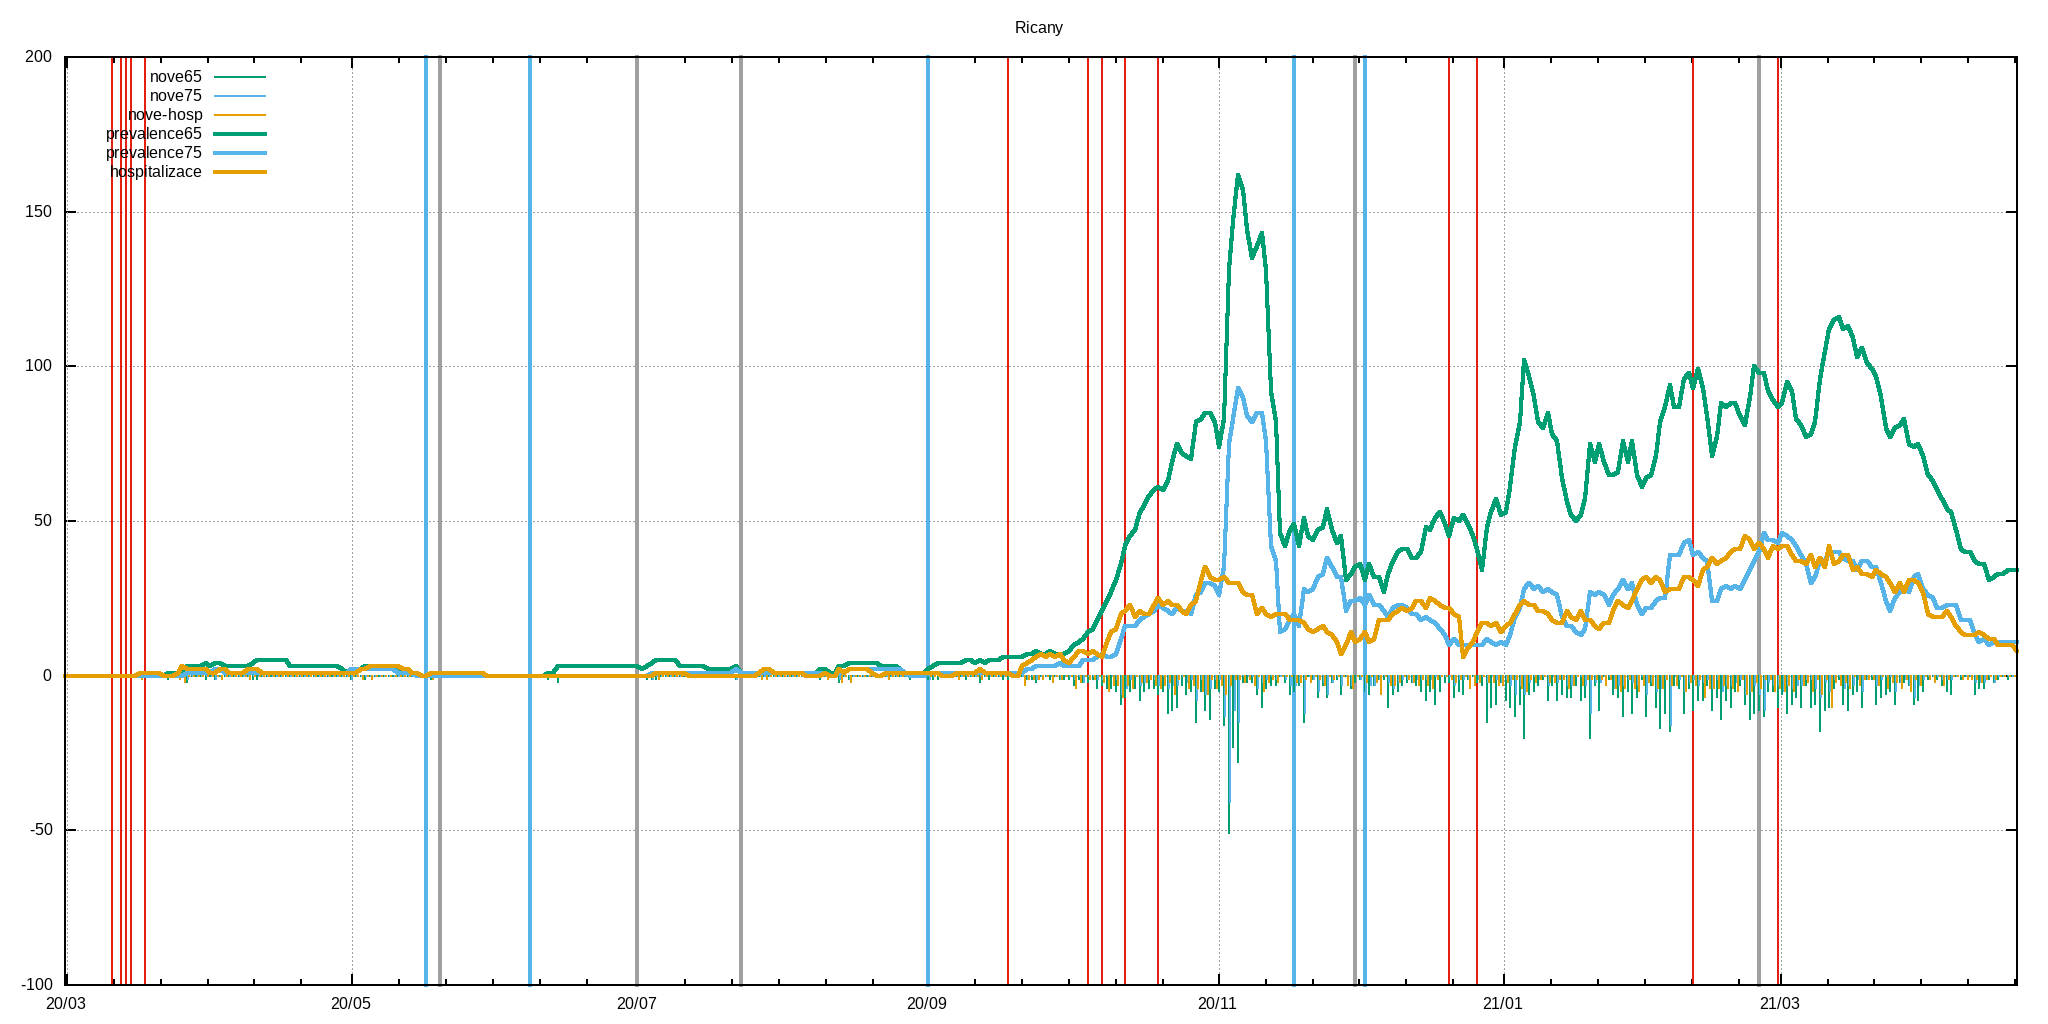 Ricany
200
150
100
50
0
-50
-100
nove65
nove75
nove-hosp
prevalence65
prevalence75
hospitalizace
20/03 20/05 20/07 20/09 20/11 21/01 21/03